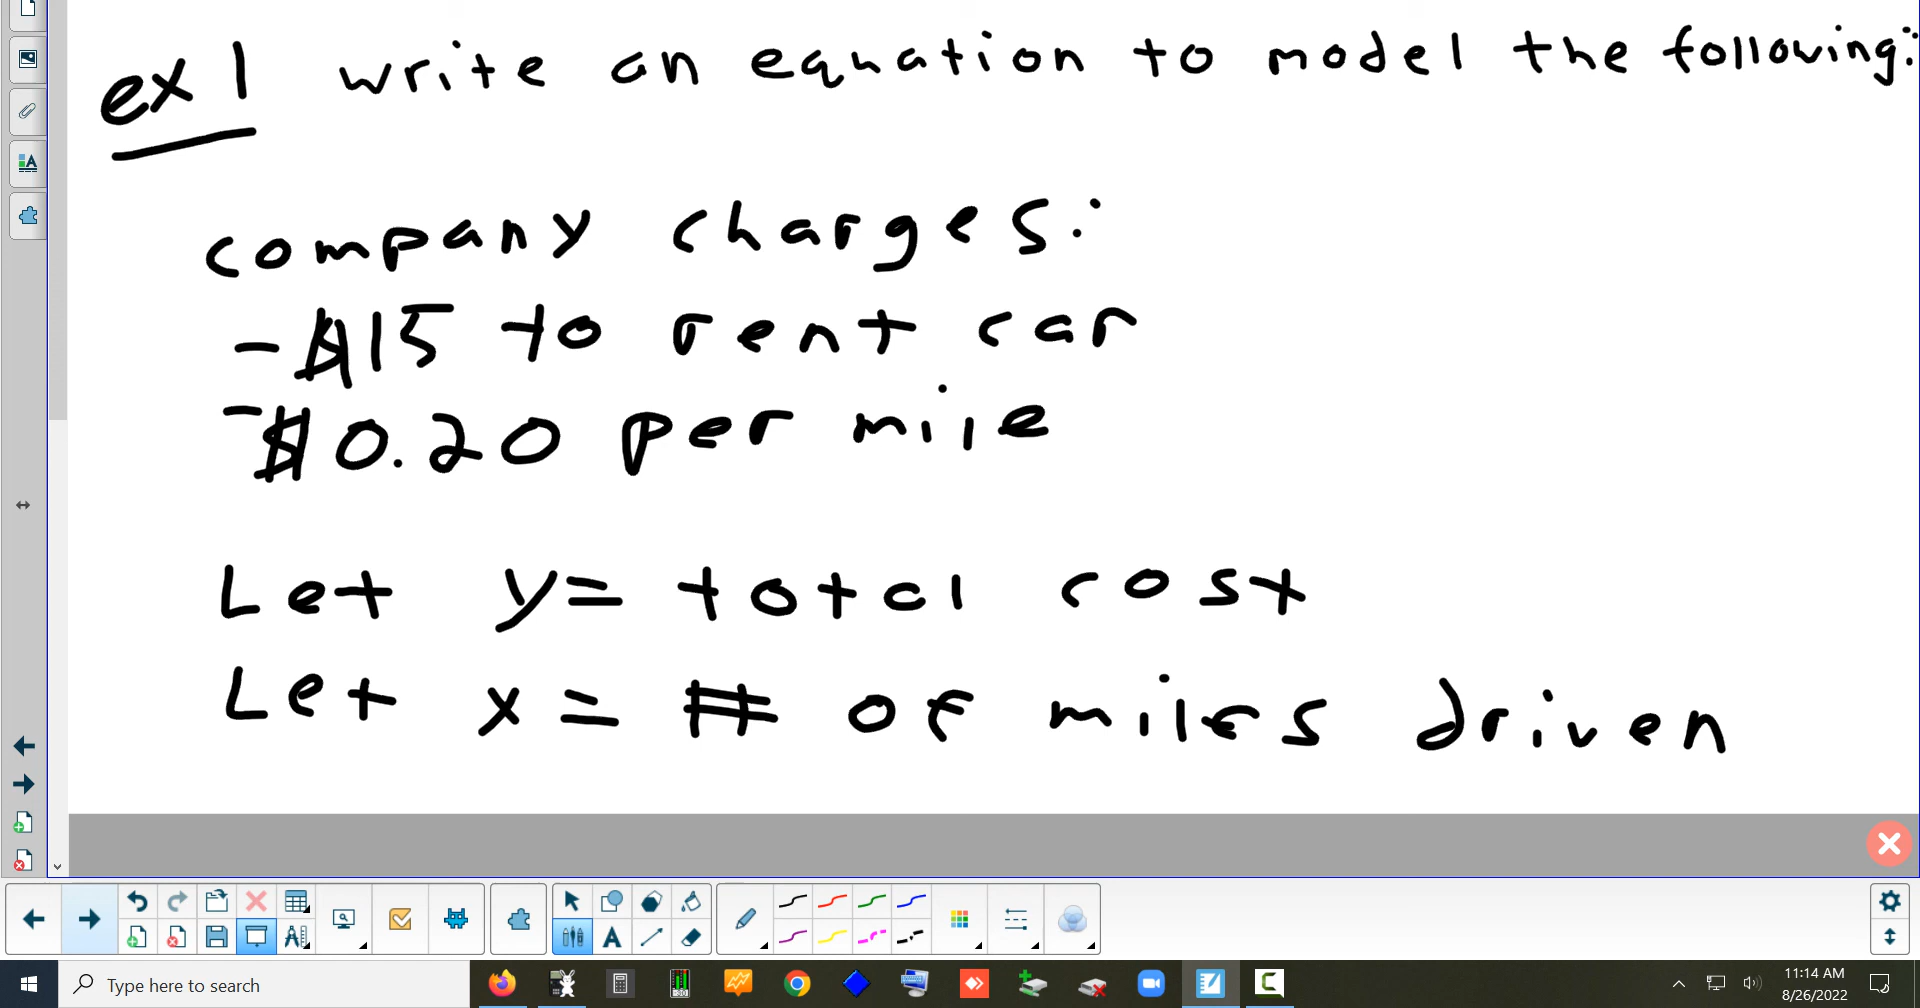 ex 1 write an equation to model the following:
company charges:
- $15 to rent car
- $0.20 per mile
Let y = total cost
Let x = # of miles driven
Type here to search
11:14 AM
8/26/2022